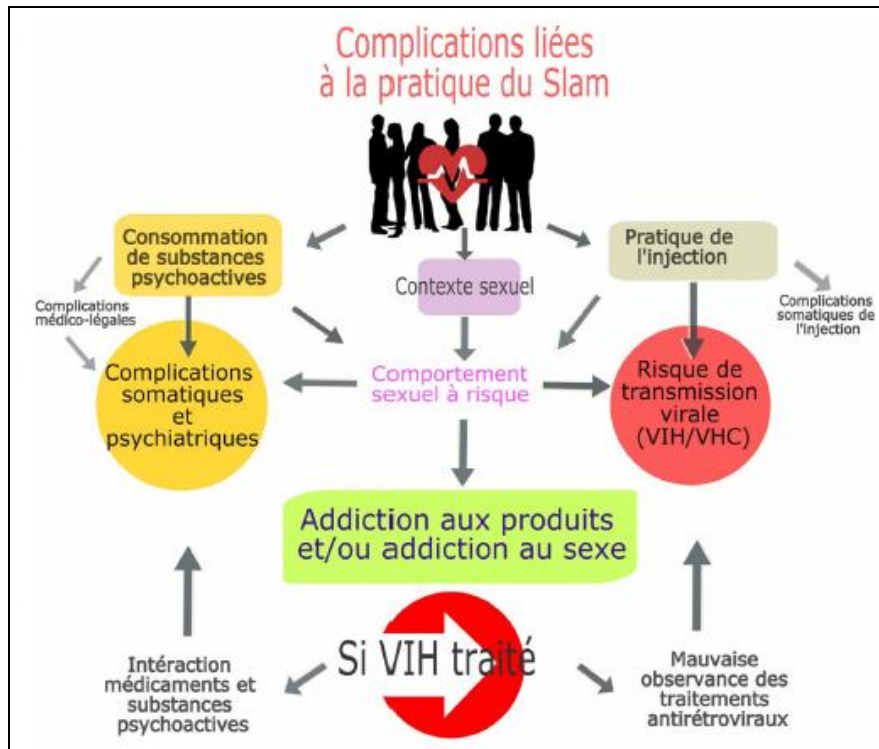 Complications liées
à la pratique du Slam
Consommation
de substances
psychoactives
Contexte sexuel
Pratique de
l'injection
Complications
médico-légales
Complications
somatiques de
l'injection
Complications
somatiques
et
psychiatriques
Comportement
sexuel à risque
Risque de
transmission
virale
(VIH/VHC)
Addiction aux produits
et/ou addiction au sexe
Si VIH traité
Intéraction
médicaments et
substances
psychoactives
Mauvaise
observance des
traitements
antirétroviraux